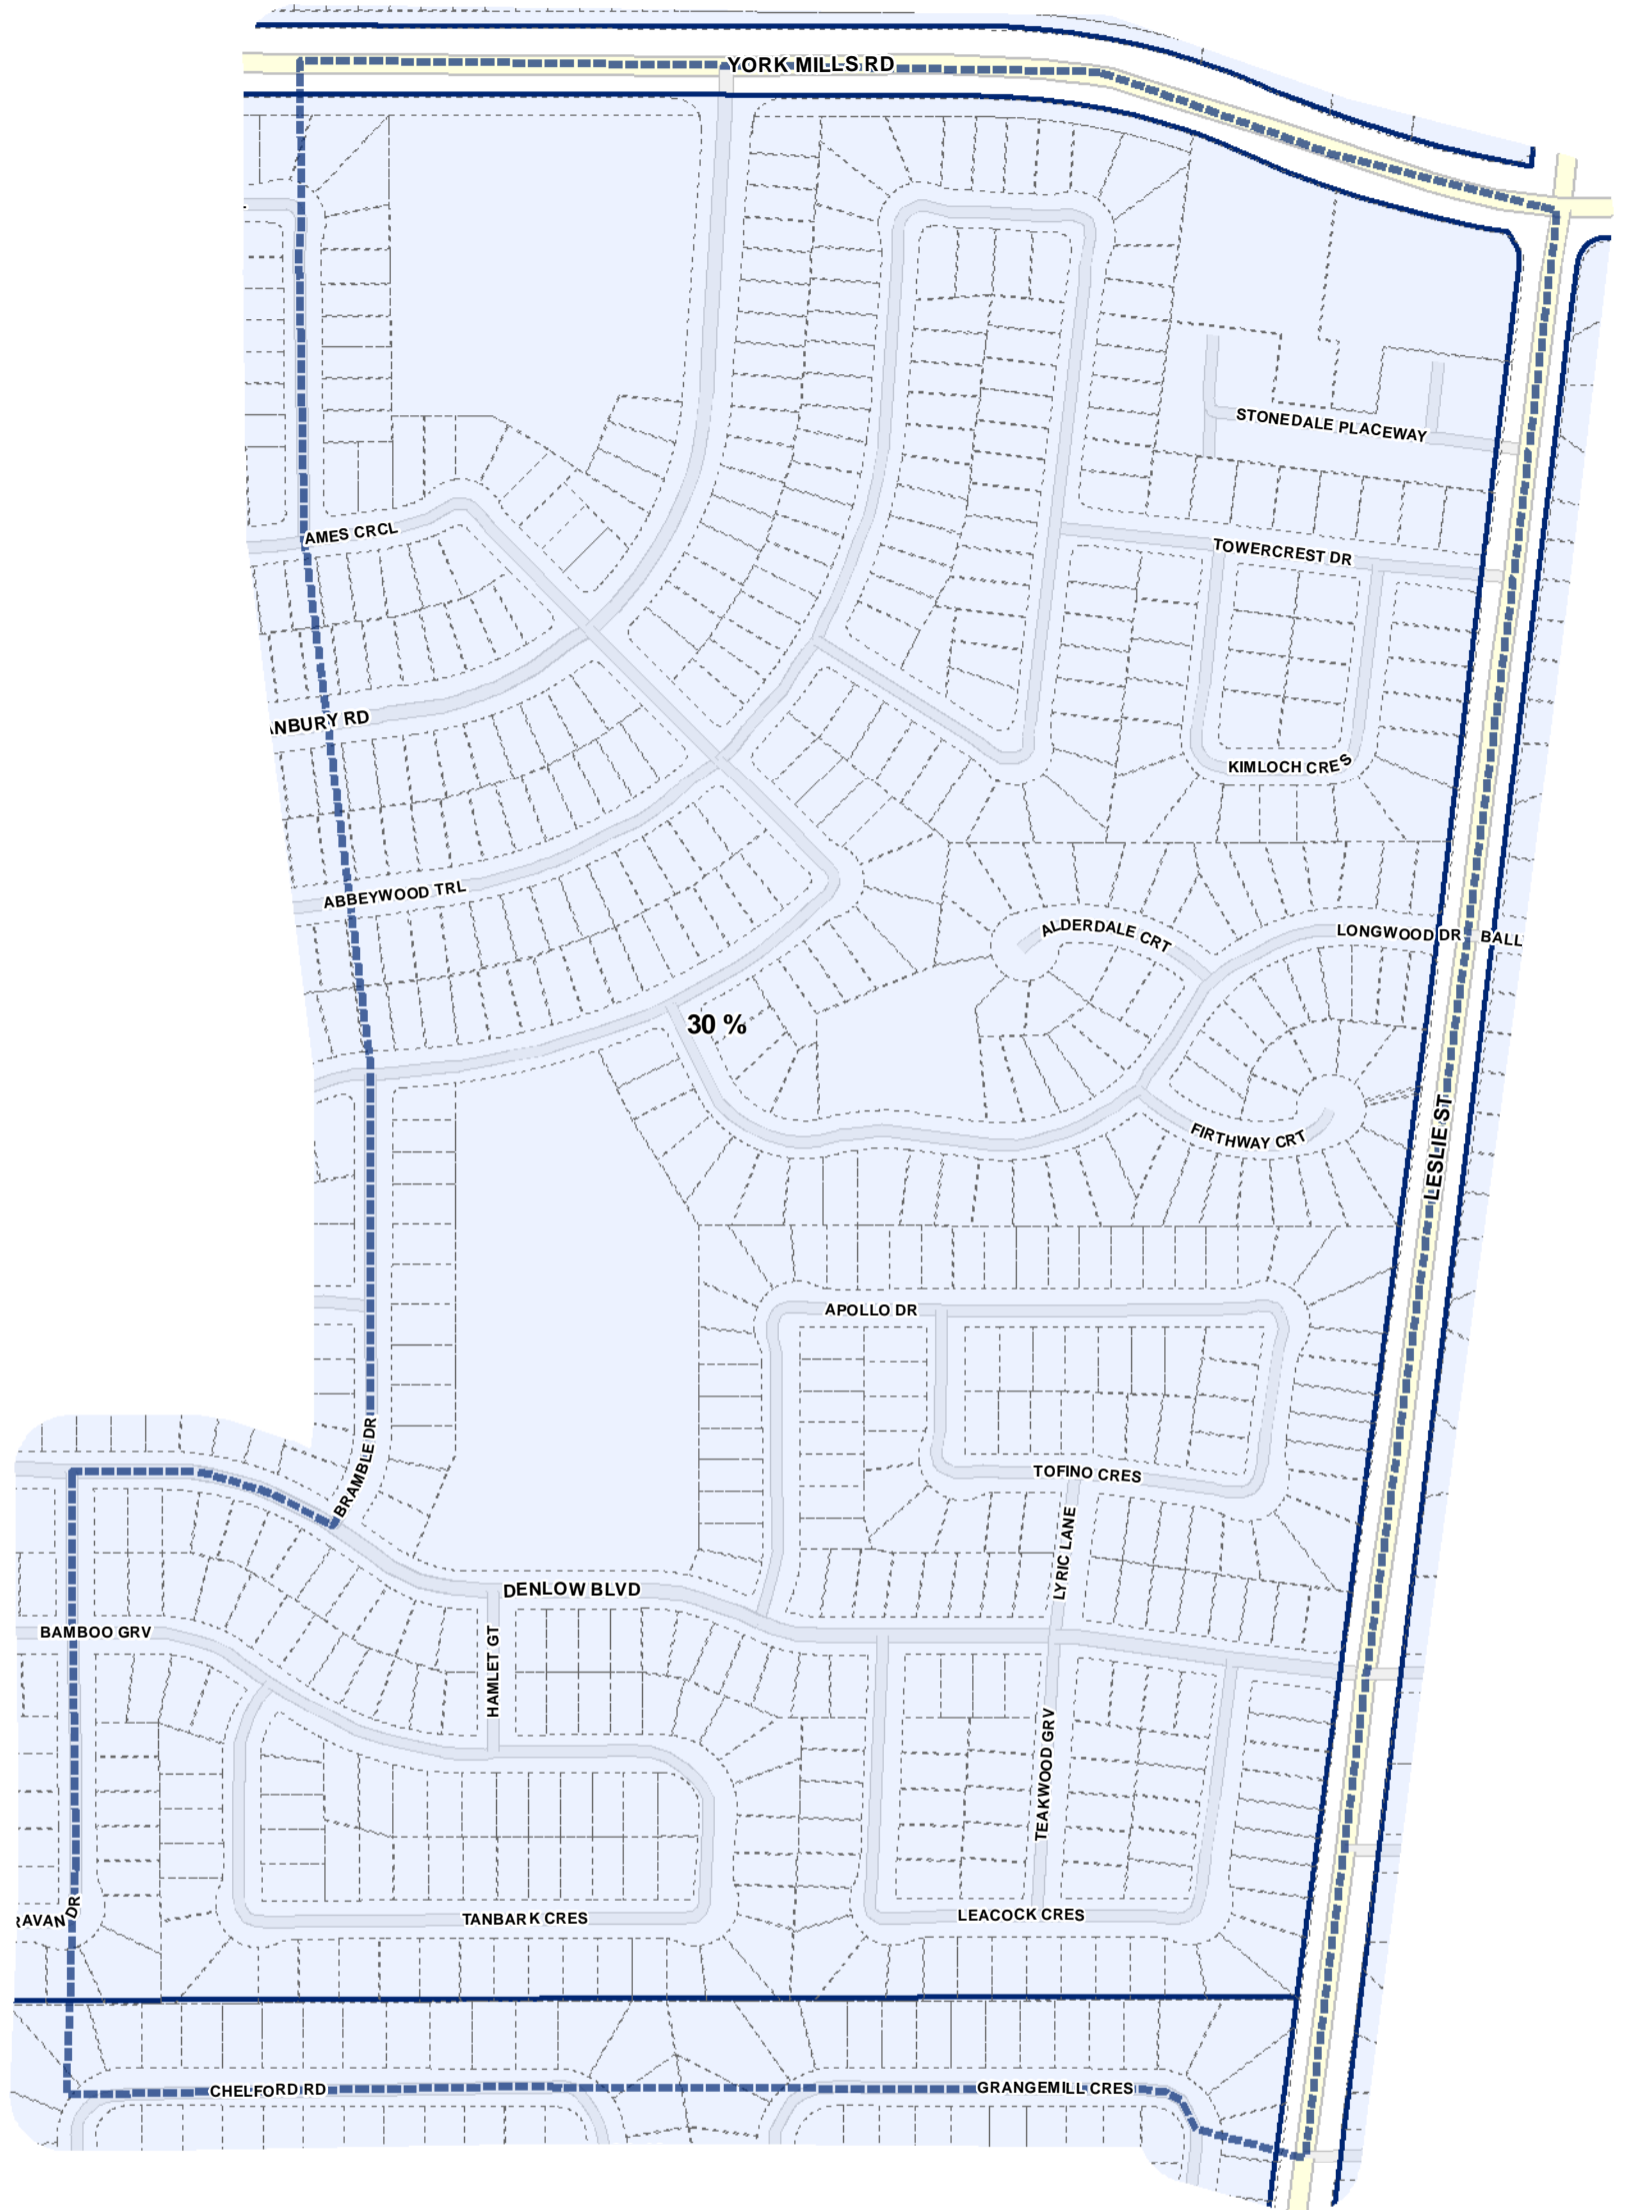 YORK MILLS RD
STONEDALE PLACEWAY
AMES CRCL
TOWERCREST DR
ANBURY RD
KIMLOCH CRES
ABBEYWOOD TRL
ALDERDALE CRT
LONGWOOD DR
BALL
30 %
FIRTHWAY CRT
LESLIE ST
APOLLO DR
BRAMBLE DR
TOFINO CRES
LYRIC LANE
DENLOW BLVD
BAMBOO GRV
HAMLET GT
TEAKWOOD GRV
RAVAN DR
TANBARK CRES
LEACOCK CRES
CHELFORD RD
GRANGEMILL CRES